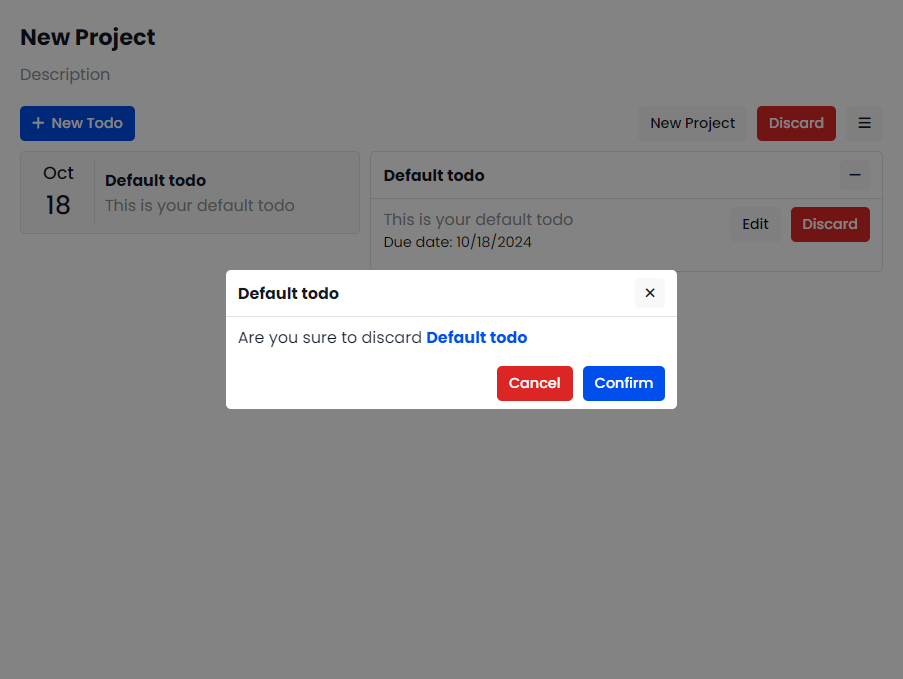 New Project
Description
+ New Todo
New Project
Discard
Oct
18
Default todo
This is your default todo
Default todo
This is your default todo
Due date: 10/18/2024
Edit
Discard
Default todo
Are you sure to discard Default todo
Cancel
Confirm